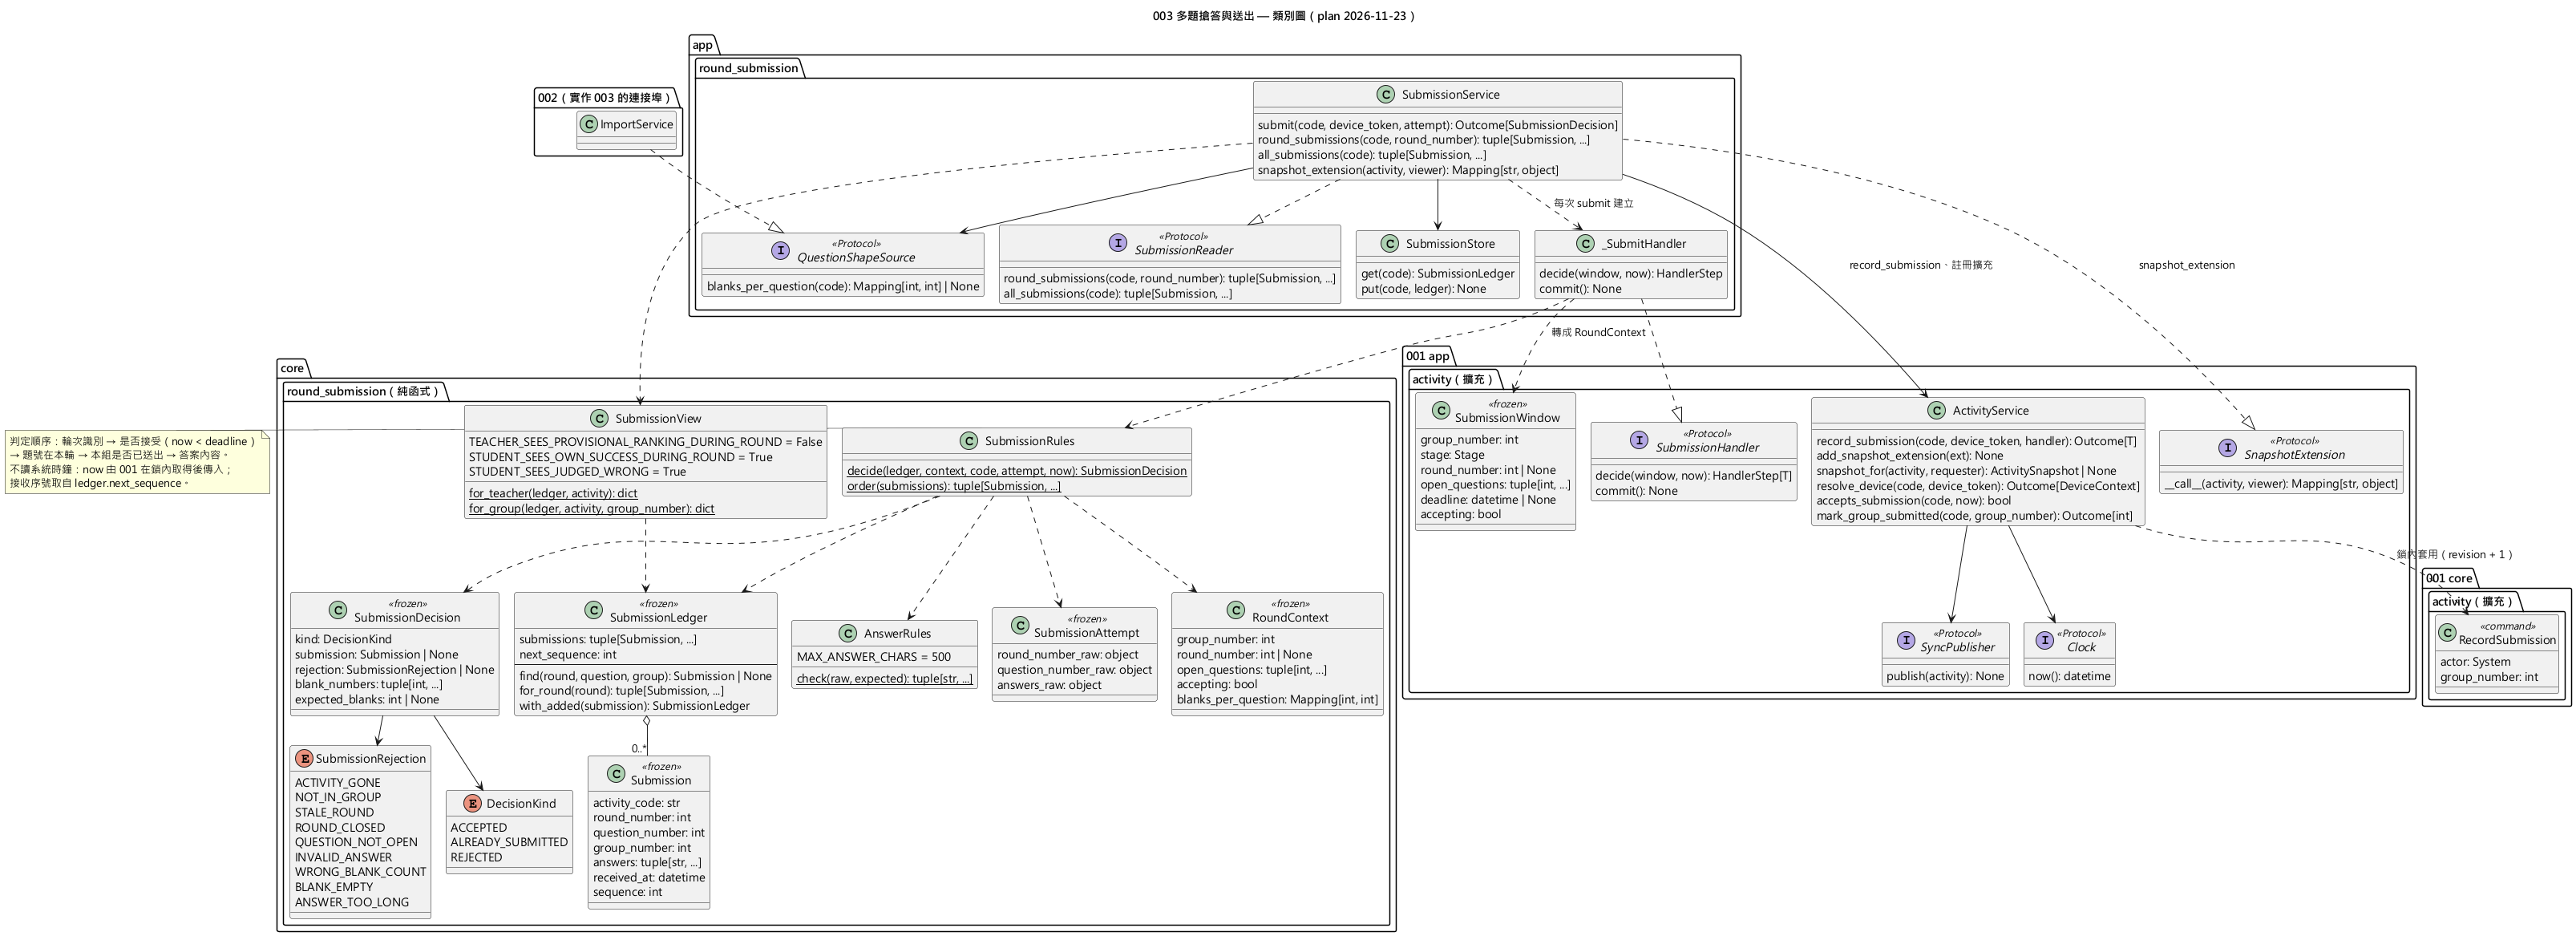 003 多題搶答與送出 — 類別圖（plan 2026-11-23）
app
round_submission
002（實作 003 的連接埠）
C ImportService
C SubmissionService
submit(code, device_token, attempt): Outcome[SubmissionDecision]
round_submissions(code, round_number): tuple[Submission, ...]
all_submissions(code): tuple[Submission, ...]
snapshot_extension(activity, viewer): Mapping[str, object]
每次 submit 建立
I «Protocol»
QuestionShapeSource
blanks_per_question(code): Mapping[int, int] | None
I «Protocol»
SubmissionReader
round_submissions(code, round_number): tuple[Submission, ...]
all_submissions(code): tuple[Submission, ...]
C SubmissionStore
get(code): SubmissionLedger
put(code, ledger): None
C _SubmitHandler
decide(window, now): HandlerStep
commit(): None
record_submission、註冊擴充
snapshot_extension
轉成 RoundContext
core
round_submission（純函式）
判定順序：輪次識別 → 是否接受（now < deadline）
→ 題號在本輪 → 本組是否已送出 → 答案內容。
不讀系統時鐘：now 由 001 在鎖內取得後傳入；
接收序號取自 ledger.next_sequence。
C SubmissionView
TEACHER_SEES_PROVISIONAL_RANKING_DURING_ROUND = False
STUDENT_SEES_OWN_SUCCESS_DURING_ROUND = True
STUDENT_SEES_JUDGED_WRONG = True
for_teacher(ledger, activity): dict
for_group(ledger, activity, group_number): dict
C SubmissionRules
decide(ledger, context, code, attempt, now): SubmissionDecision
order(submissions): tuple[Submission, ...]
001 app
activity（擴充）
C «frozen»
SubmissionWindow
group_number: int
stage: Stage
round_number: int | None
open_questions: tuple[int, ...]
deadline: datetime | None
accepting: bool
I «Protocol»
SubmissionHandler
decide(window, now): HandlerStep[T]
commit(): None
C ActivityService
record_submission(code, device_token, handler): Outcome[T]
add_snapshot_extension(ext): None
snapshot_for(activity, requester): ActivitySnapshot | None
resolve_device(code, device_token): Outcome[DeviceContext]
accepts_submission(code, now): bool
mark_group_submitted(code, group_number): Outcome[int]
I «Protocol»
SnapshotExtension
__call__(activity, viewer): Mapping[str, object]
鎖內套用（revision + 1）
C «frozen»
SubmissionDecision
kind: DecisionKind
submission: Submission | None
rejection: SubmissionRejection | None
blank_numbers: tuple[int, ...]
expected_blanks: int | None
C «frozen»
SubmissionLedger
submissions: tuple[Submission, ...]
next_sequence: int
find(round, question, group): Submission | None
for_round(round): tuple[Submission, ...]
with_added(submission): SubmissionLedger
C AnswerRules
MAX_ANSWER_CHARS = 500
check(raw, expected): tuple[str, ...]
C «frozen»
SubmissionAttempt
round_number_raw: object
question_number_raw: object
answers_raw: object
C «frozen»
RoundContext
group_number: int
round_number: int | None
open_questions: tuple[int, ...]
accepting: bool
blanks_per_question: Mapping[int, int]
I «Protocol»
SyncPublisher
publish(activity): None
I «Protocol»
Clock
now(): datetime
001 core
activity（擴充）
C «command»
RecordSubmission
actor: System
group_number: int
0..*
E SubmissionRejection
ACTIVITY_GONE
NOT_IN_GROUP
STALE_ROUND
ROUND_CLOSED
QUESTION_NOT_OPEN
INVALID_ANSWER
WRONG_BLANK_COUNT
BLANK_EMPTY
ANSWER_TOO_LONG
E DecisionKind
ACCEPTED
ALREADY_SUBMITTED
REJECTED
C «frozen»
Submission
activity_code: str
round_number: int
question_number: int
group_number: int
answers: tuple[str, ...]
received_at: datetime
sequence: int